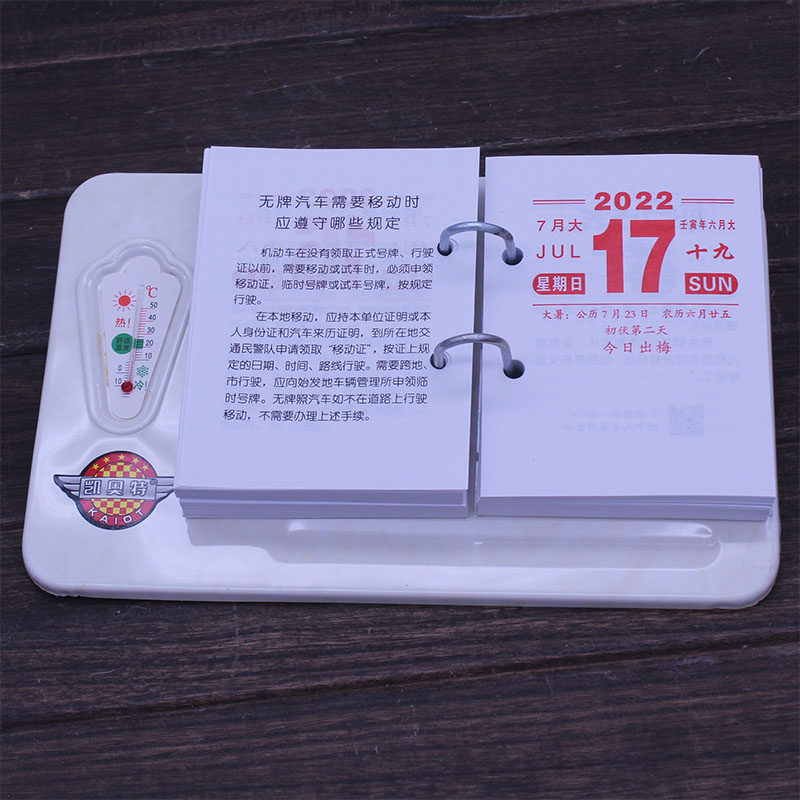 无牌汽车需要移动时
应遵守哪些规定
机动车在没有领取正式号牌、行驶
证以前，需要移动或试车时，必须申领
移动证，临时号牌或试车号牌，按规定
行驶。
在本地移动，应持本单位证明或本
人身份证和汽车来历证明，到所在地交
通民警队申请领取“移动证”，按证上规
定的日期、时间、路线行驶。需要跨地、
市行驶，应向始发地车辆管理所申领临
时号牌。无牌照汽车如不在道路上行驶
移动，不需要办理上述手续。
2022
7月大
JUL
星期日
17
壬寅年六月大
十九
SUN
大暑：公历7月23日 农历六月廿五
初伏第二天
今日出梅
℃
50
40
30
20
10
0
10
热!
冷!
凯奥特®
KAIOT